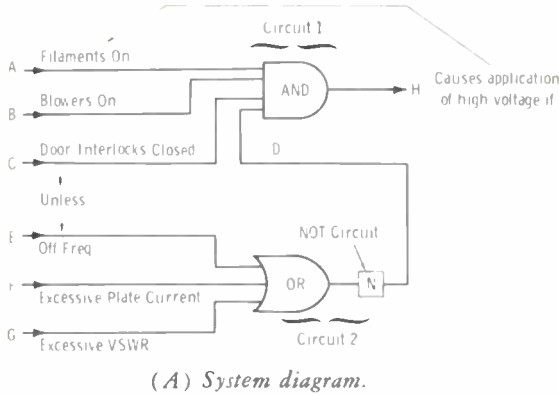 Circuit 1
A
Filaments On
AND
H
Causes application
of high voltage if
B
Blowers On
C
Door Interlocks Closed
D
Unless
E
Off Freq
NOT Circuit
OR
N
F
Excessive Plate Current
G
Excessive VSWR
Circuit 2
(A) System diagram.